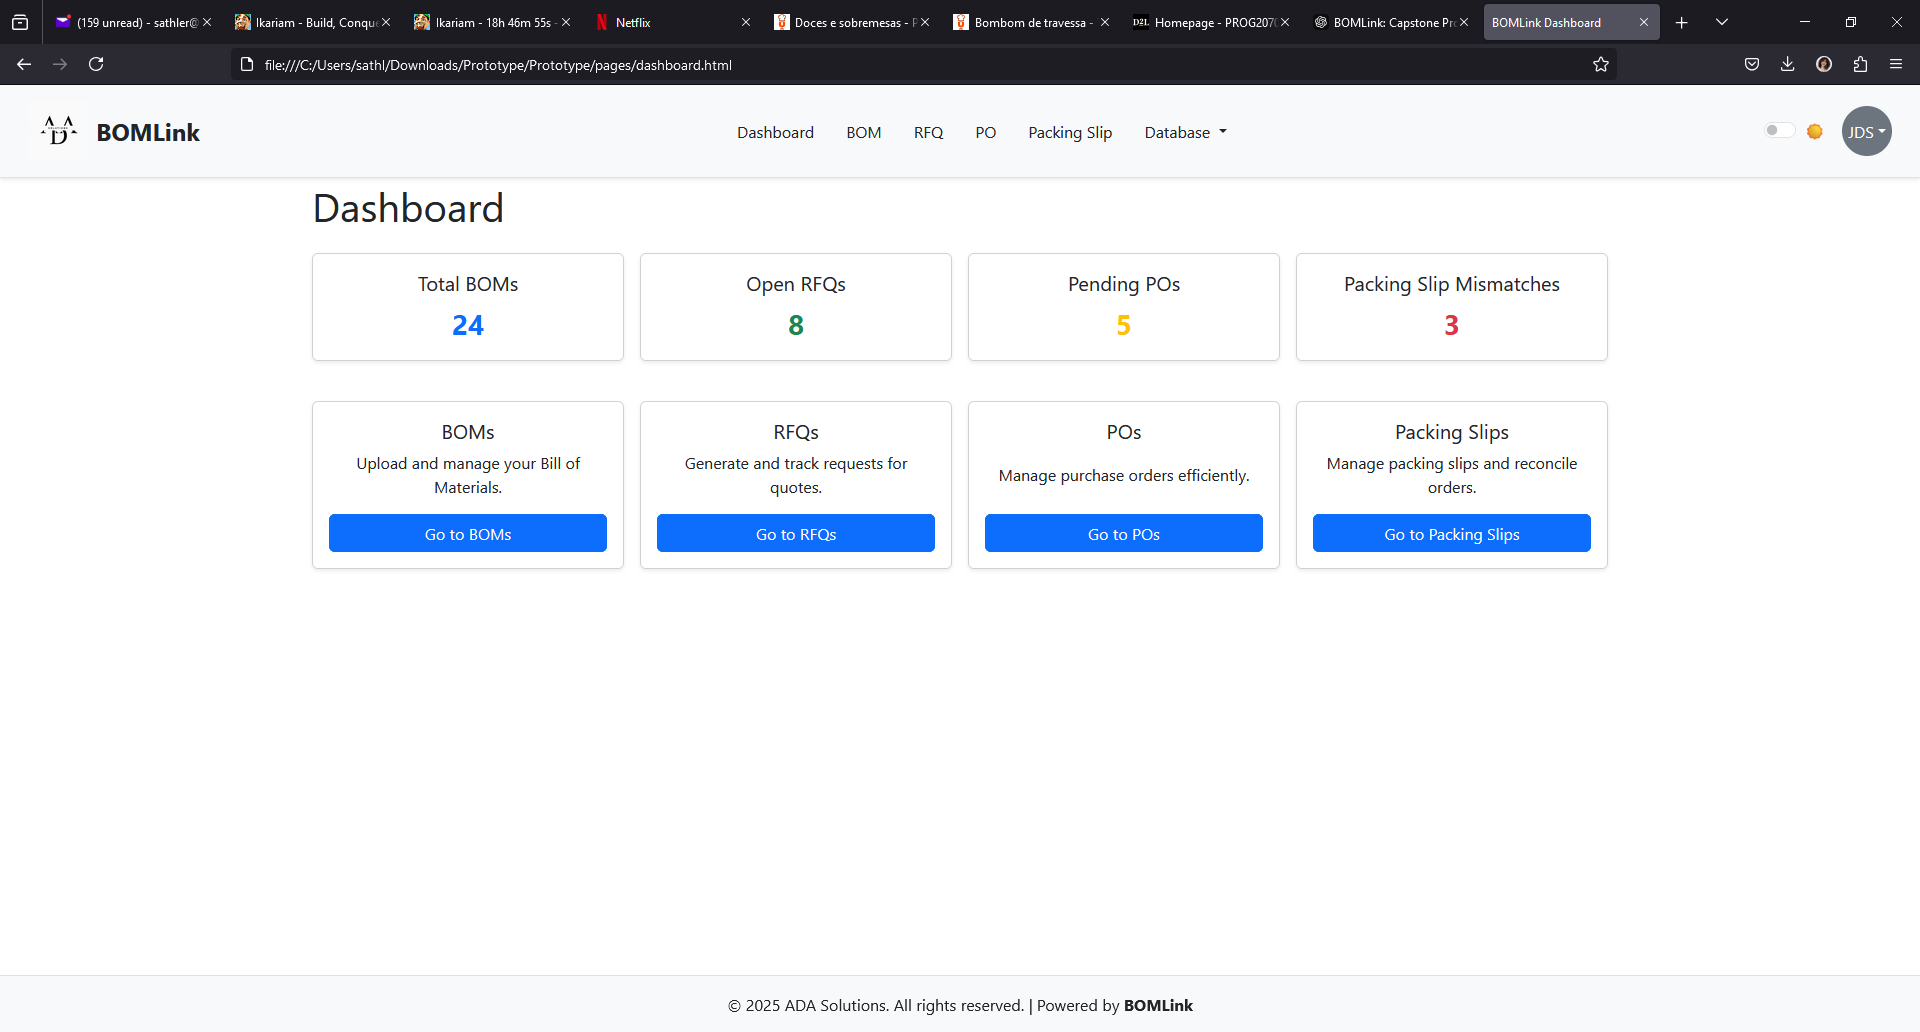 (159 unread) - sathler@
Ikariam - Build, Conque
Ikariam - 18h 46m 55s -
Netflix
Doces e sobremesas - P
Bombom de travessa -
D2L Homepage - PROG2070
BOMLink: Capstone Pro
BOMLink Dashboard
file:///C:/Users/sathl/Downloads/Prototype/Prototype/pages/dashboard.html
ADA
SOLUTIONS
BOMLink
Dashboard BOM RFQ PO Packing Slip Database
JDS
Dashboard
Total BOMs
24
Open RFQs
8
Pending POs
5
Packing Slip Mismatches
3
BOMs
Upload and manage your Bill of
Materials.
Go to BOMs
RFQs
Generate and track requests for
quotes.
Go to RFQs
POs
Manage purchase orders efficiently.
Go to POs
Packing Slips
Manage packing slips and reconcile
orders.
Go to Packing Slips
© 2025 ADA Solutions. All rights reserved. | Powered by BOMLink